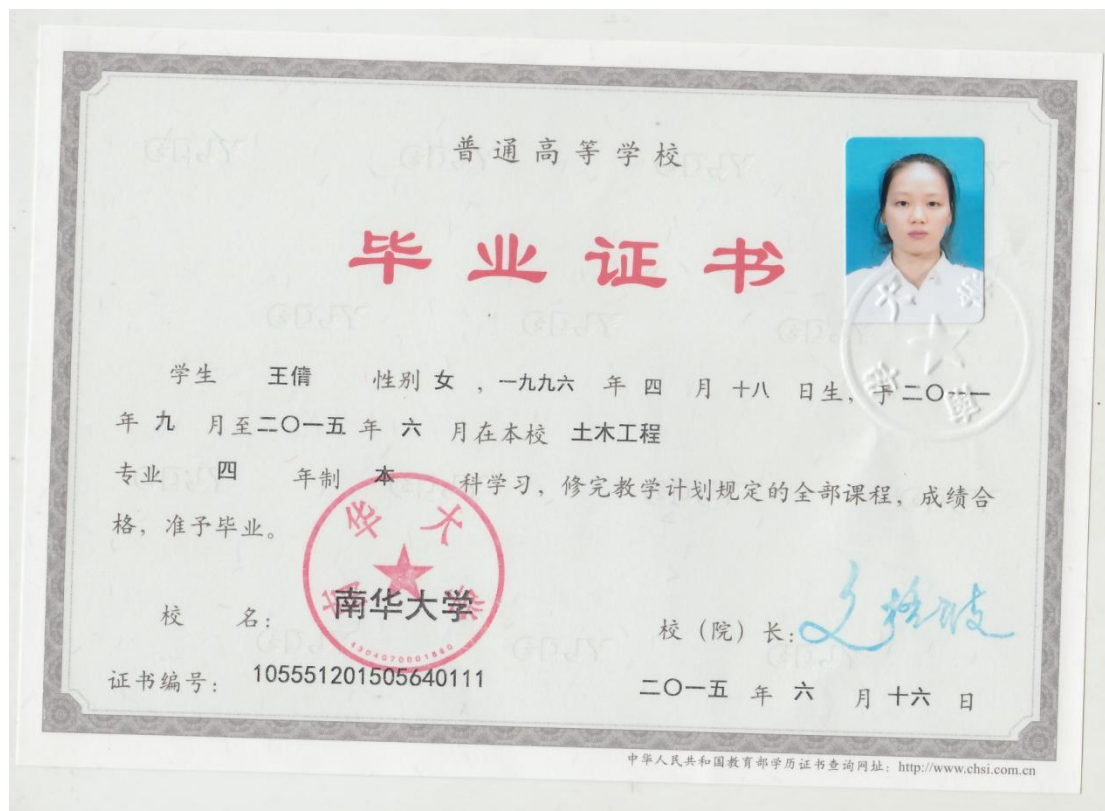 普通高等学校
毕业证书
学生 王倩 性别 女 ，一九九六 年 四 月 十八 日生，于二〇一一
年 九 月至二〇一五 年 六 月在本校 土木工程
专业 四 年制 本 科学习，修完教学计划规定的全部课程，成绩合
格，准予毕业。
校 名： 南华大学
校（院）长：
证书编号： 105551201505640111
二〇一五 年 六 月 十六 日
中华人民共和国教育部学历证书查询网址：http://www.chsi.com.cn